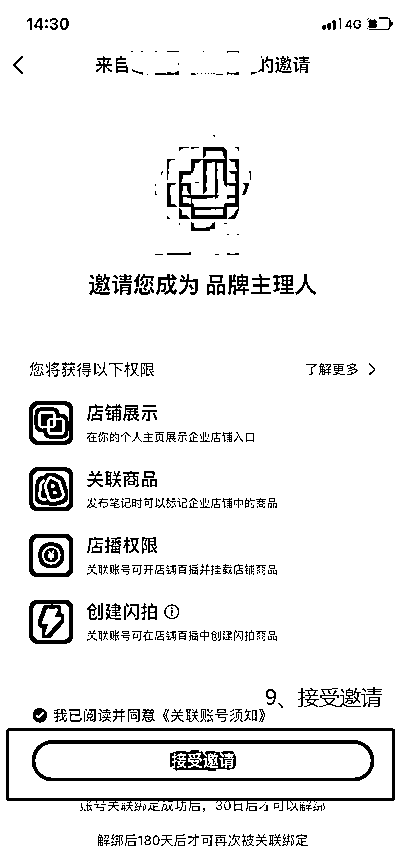 14:30
4G
来自 的邀请
邀请您成为 品牌主理人
您将获得以下权限 了解更多
店铺展示
在你的个人主页展示企业店铺入口
关联商品
发布笔记时可以标记企业店铺中的商品
店播权限
关联账号可开店铺直播并挂载店铺商品
创建闪拍
关联账号可在店铺直播中创建闪拍商品
9、接受邀请
我已阅读并同意《关联账号须知》
接受邀请
账号关联绑定成功后，30日后才可以解绑
解绑后180天后才可再次被关联绑定